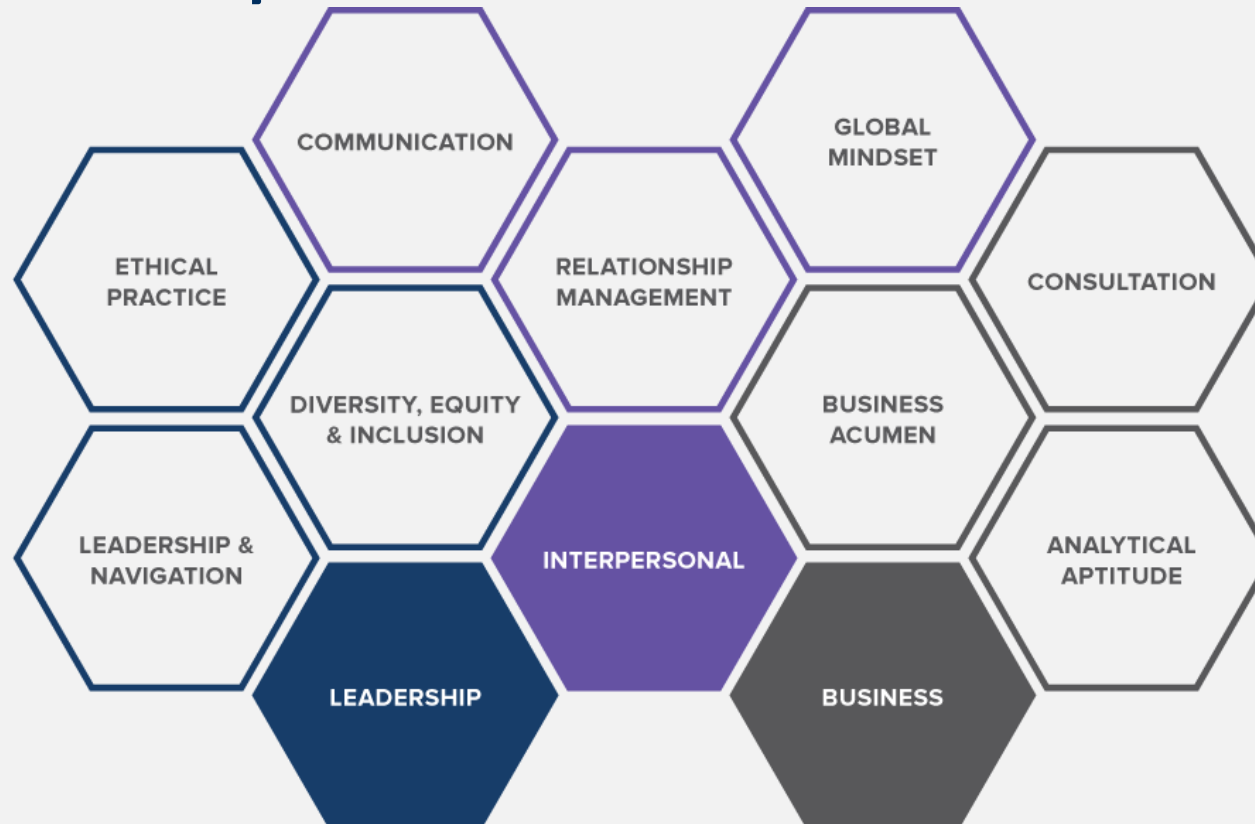 COMMUNICATION
GLOBAL
MINDSET
ETHICAL
PRACTICE
RELATIONSHIP
MANAGEMENT
CONSULTATION
DIVERSITY, EQUITY
& INCLUSION
BUSINESS
ACUMEN
LEADERSHIP &
NAVIGATION
INTERPERSONAL
ANALYTICAL
APTITUDE
LEADERSHIP
BUSINESS